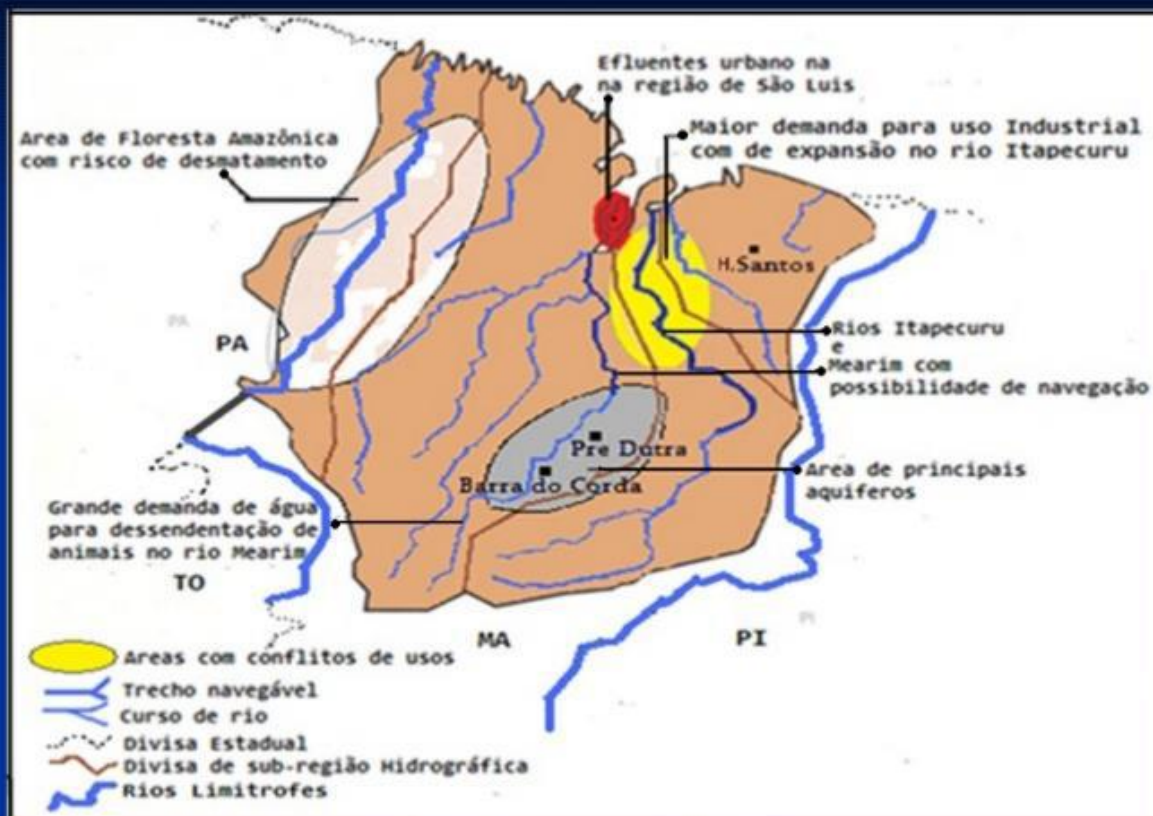 Efluentes urbano na
na região de São Luis
Area de Floresta Amazônica
com risco de desmatamento
Maior demanda para uso Industrial
com de expansão no rio Itapecuru
H.Santos
PA
PA
Rios Itapecuru
e
Mearim com
possibilidade de navegação
Pre Dutra
Barra do Corda
Area de principais
aquiferos
Grande demanda de água
para dessendentação de
animais no rio Mearim
TO
MA
PI
PI
Areas com conflitos de usos
Trecho navegável
Curso de rio
Divisa Estadual
Divisa de sub-região Hidrográfica
Rios Limitrofes